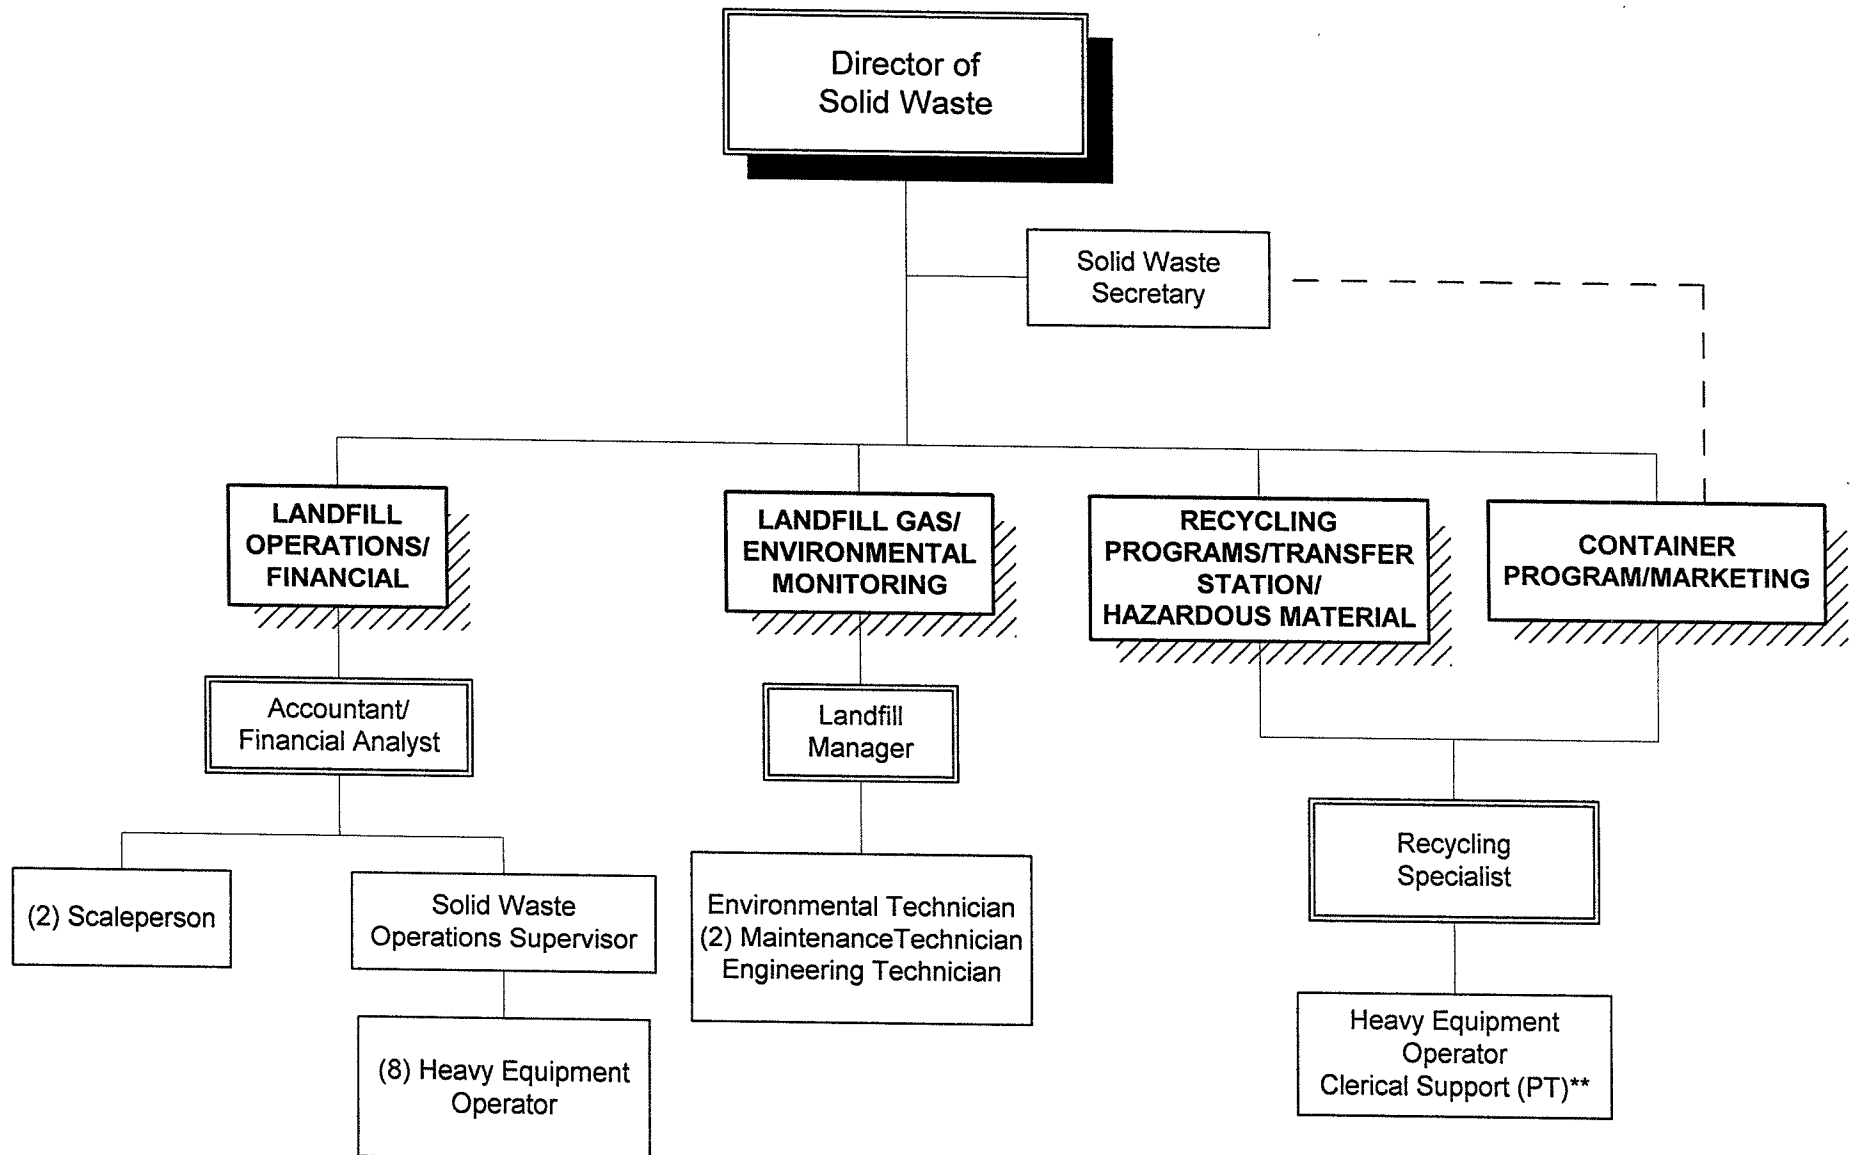 Director of
Solid Waste
Solid Waste
Secretary
LANDFILL
OPERATIONS/
FINANCIAL
LANDFILL GAS/
ENVIRONMENTAL
MONITORING
RECYCLING
PROGRAMS/TRANSFER
STATION/
HAZARDOUS MATERIAL
CONTAINER
PROGRAM/MARKETING
Accountant/
Financial Analyst
Landfill
Manager
Recycling
Specialist
(2) Scaleperson
Solid Waste
Operations Supervisor
Environmental Technician
(2) MaintenanceTechnician
Engineering Technician
(8) Heavy Equipment
Operator
Heavy Equipment
Operator
Clerical Support (PT)**